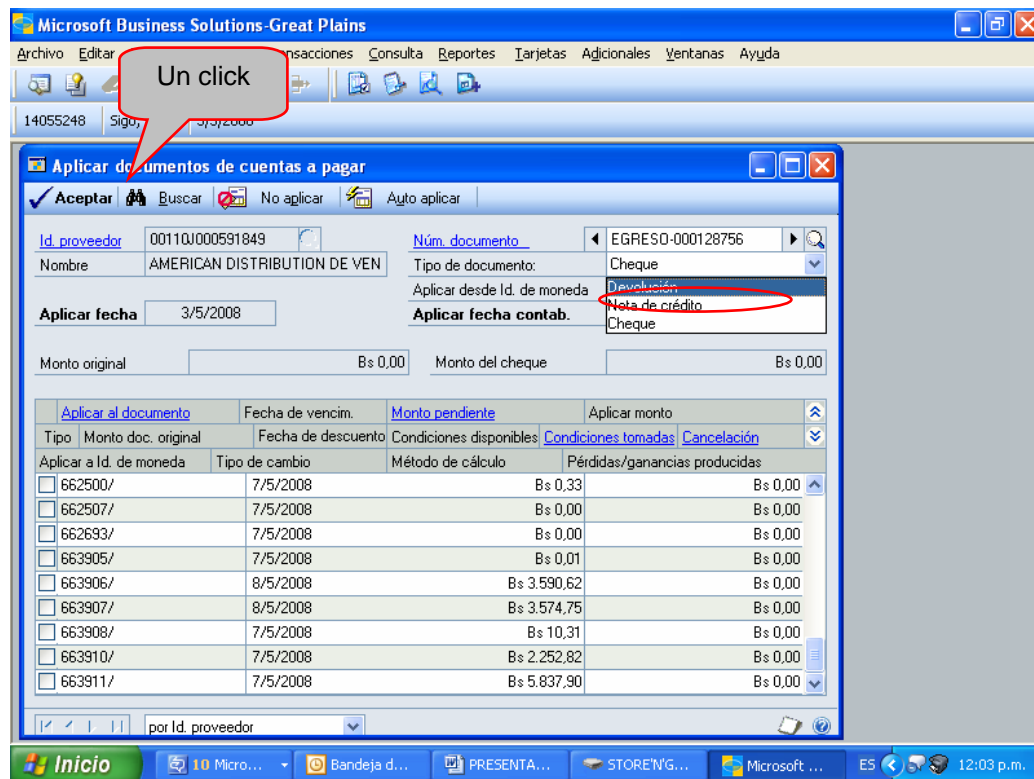 Microsoft Business Solutions-Great Plains
Archivo Editar nsacciones Consulta Reportes Tarjetas Adicionales Ventanas Ayuda
Un click
14055248
Aplicar documentos de cuentas a pagar
Aceptar Buscar No aplicar Auto aplicar
Id. proveedor 00110J000591849 Núm. documento EGRESO-000128756
Nombre AMERICAN DISTRIBUTION DE VEN Tipo de documento: Cheque
Aplicar desde Id. de moneda Devolución
Nota de crédito
Aplicar fecha 3/5/2008 Aplicar fecha contab. Cheque
Monto original Bs 0,00 Monto del cheque Bs 0,00
Aplicar al documento Fecha de vencim. Monto pendiente Aplicar monto
Tipo Monto doc. original Fecha de descuento Condiciones disponibles Condiciones tomadas Cancelación
Aplicar a Id. de moneda Tipo de cambio Método de cálculo Pérdidas/ganancias producidas
662500/ 7/5/2008 Bs 0,33 Bs 0,00
662507/ 7/5/2008 Bs 0,00 Bs 0,00
662693/ 7/5/2008 Bs 0,00 Bs 0,00
663905/ 7/5/2008 Bs 0,01 Bs 0,00
663906/ 8/5/2008 Bs 3.590,62 Bs 0,00
663907/ 8/5/2008 Bs 3.574,75 Bs 0,00
663908/ 7/5/2008 Bs 10,31 Bs 0,00
663910/ 7/5/2008 Bs 2.252,82 Bs 0,00
663911/ 7/5/2008 Bs 5.837,90 Bs 0,00
por Id. proveedor
Inicio 10 Micro... Bandeja d... PRESENTA... STORE'N'G... Microsoft ... ES 12:03 p.m.